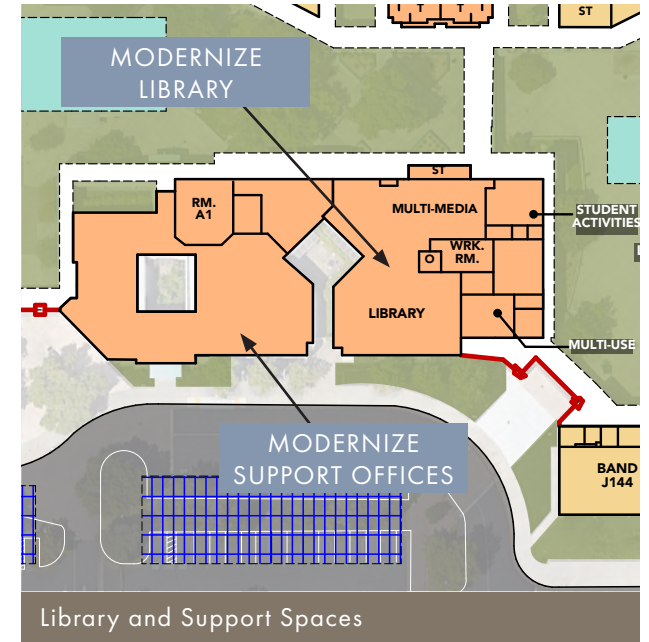 T
T
ST
MODERNIZE
LIBRARY
ST
RM.
A1
MULTI-MEDIA
STUDENT
ACTIVITIES
WRK.
RM.
O
LIBRARY
MULTI-USE
MODERNIZE
SUPPORT OFFICES
BAND
J144
Library and Support Spaces